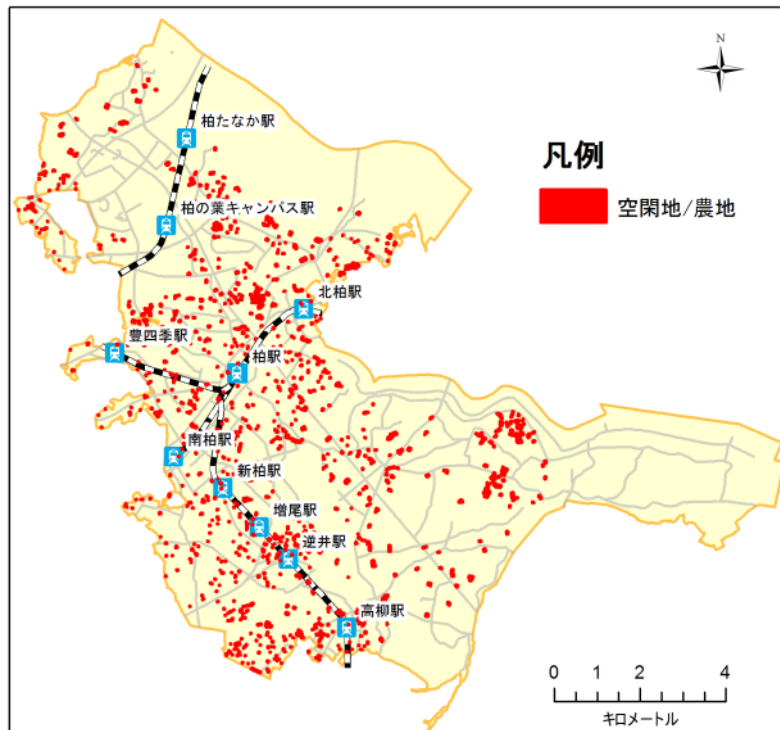 N
柏たなか駅
凡例
空閑地/農地
柏の葉キャンパス駅
北柏駅
豊四季駅
柏駅
南柏駅
新柏駅
増尾駅
逆井駅
高柳駅
0 1 2 4
キロメートル